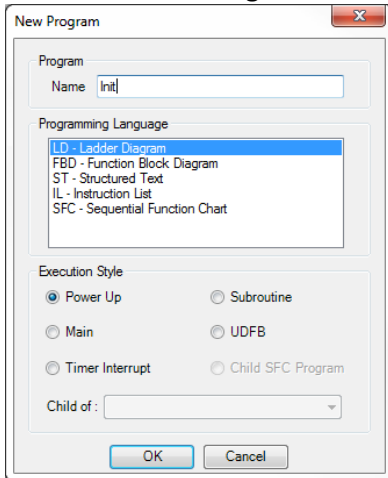 New Program
Program
Name Init
Programming Language
LD - Ladder Diagram
FBD - Function Block Diagram
ST - Structured Text
IL - Instruction List
SFC - Sequential Function Chart
Execution Style
Power Up Subroutine
Main UDFB
Timer Interrupt Child SFC Program
Child of :
OK Cancel